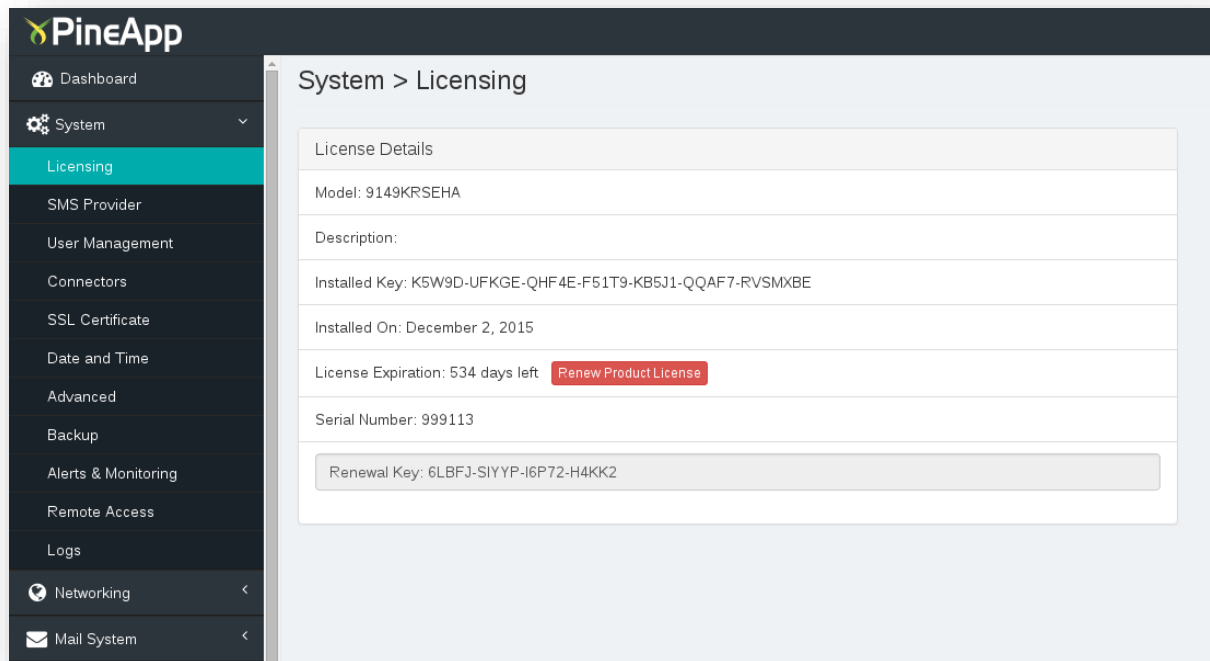 PineApp
Dashboard
System
Licensing
SMS Provider
User Management
Connectors
SSL Certificate
Date and Time
Advanced
Backup
Alerts & Monitoring
Remote Access
Logs
Networking
Mail System
System > Licensing
License Details
Model: 9149KRSEHA
Description:
Installed Key: K5W9D-UFKGE-QHF4E-F51T9-KB5J1-QQAF7-RVSMXBE
Installed On: December 2, 2015
License Expiration: 534 days left Renew Product License
Serial Number: 999113
Renewal Key: 6LBFJ-SIYYP-I6P72-H4KK2